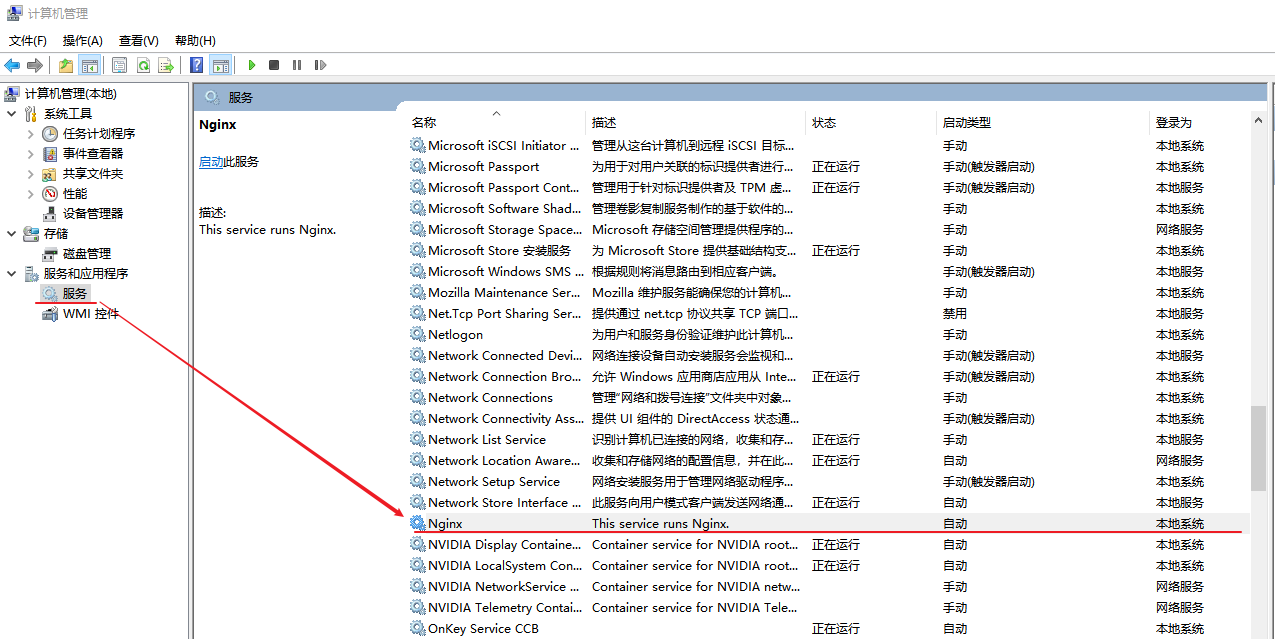 计算机管理
文件(F) 操作(A) 查看(V) 帮助(H)
计算机管理(本地)
系统工具
任务计划程序
事件查看器
共享文件夹
性能
设备管理器
存储
磁盘管理
服务和应用程序
服务
WMI 控件
服务
Nginx
启动此服务
描述:
This service runs Nginx.
名称 描述 状态 启动类型 登录为
Microsoft iSCSI Initiator ... 管理从这台计算机到远程 iSCSI 目标... 手动 本地系统
Microsoft Passport 为用于对用户关联的标识提供者进行... 正在运行 手动(触发器启动) 本地系统
Microsoft Passport Cont... 管理用于针对标识提供者及 TPM 虚... 正在运行 手动(触发器启动) 本地服务
Microsoft Software Shad... 管理卷影复制服务制作的基于软件的... 手动 本地系统
Microsoft Storage Space... Microsoft 存储空间管理提供程序的... 手动 网络服务
Microsoft Store 安装服务 为 Microsoft Store 提供基础结构支... 正在运行 手动 本地系统
Microsoft Windows SMS ... 根据规则将消息路由到相应客户端。 手动(触发器启动) 本地服务
Mozilla Maintenance Ser... Mozilla 维护服务能确保您的计算机... 手动 本地系统
Net.Tcp Port Sharing Ser... 提供通过 net.tcp 协议共享 TCP 端口... 禁用 本地服务
Netlogon 为用户和服务身份验证维护此计算机... 手动 本地系统
Network Connected Devi... 网络连接设备自动安装服务会监视和... 手动(触发器启动) 本地服务
Network Connection Bro... 允许 Windows 应用商店应用从 Inte... 正在运行 手动(触发器启动) 本地系统
Network Connections 管理“网络和拨号连接”文件夹中对象... 手动 本地系统
Network Connectivity Ass... 提供 UI 组件的 DirectAccess 状态通... 手动(触发器启动) 本地系统
Network List Service 识别计算机已连接的网络，收集和存... 正在运行 手动 本地服务
Network Location Aware... 收集和存储网络的配置信息，并在此... 正在运行 自动 网络服务
Network Setup Service 网络安装服务用于管理网络驱动程序... 手动(触发器启动) 本地系统
Network Store Interface ... 此服务向用户模式客户端发送网络通... 正在运行 自动 本地服务
Nginx This service runs Nginx. 自动 本地系统
NVIDIA Display Containe... Container service for NVIDIA root... 正在运行 自动 本地系统
NVIDIA LocalSystem Con... Container service for NVIDIA root... 正在运行 自动 本地系统
NVIDIA NetworkService ... Container service for NVIDIA netw... 手动 网络服务
NVIDIA Telemetry Contai... Container service for NVIDIA Tele... 手动 网络服务
OnKey Service CCB 正在运行 自动 本地系统